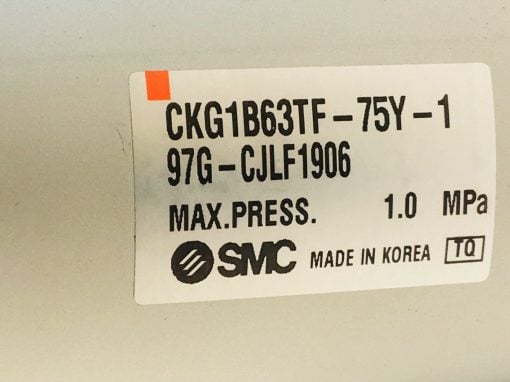 CKG1B63TF-75Y-1
97G-CJLF1906
MAX.PRESS. 1.0 MPa
SMC MADE IN KOREA TQ